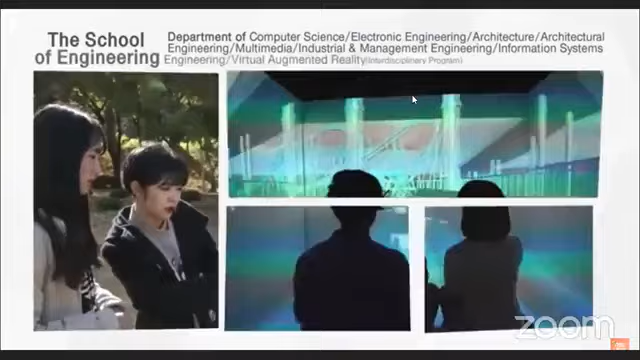 The School
of Engineering
Department of Computer Science/Electronic Engineering/Architecture/Architectural
Engineering/Multimedia/Industrial & Management Engineering/Information Systems
Engineering/Virtual Augmented Reality(Interdisciplinary Program)
zoom